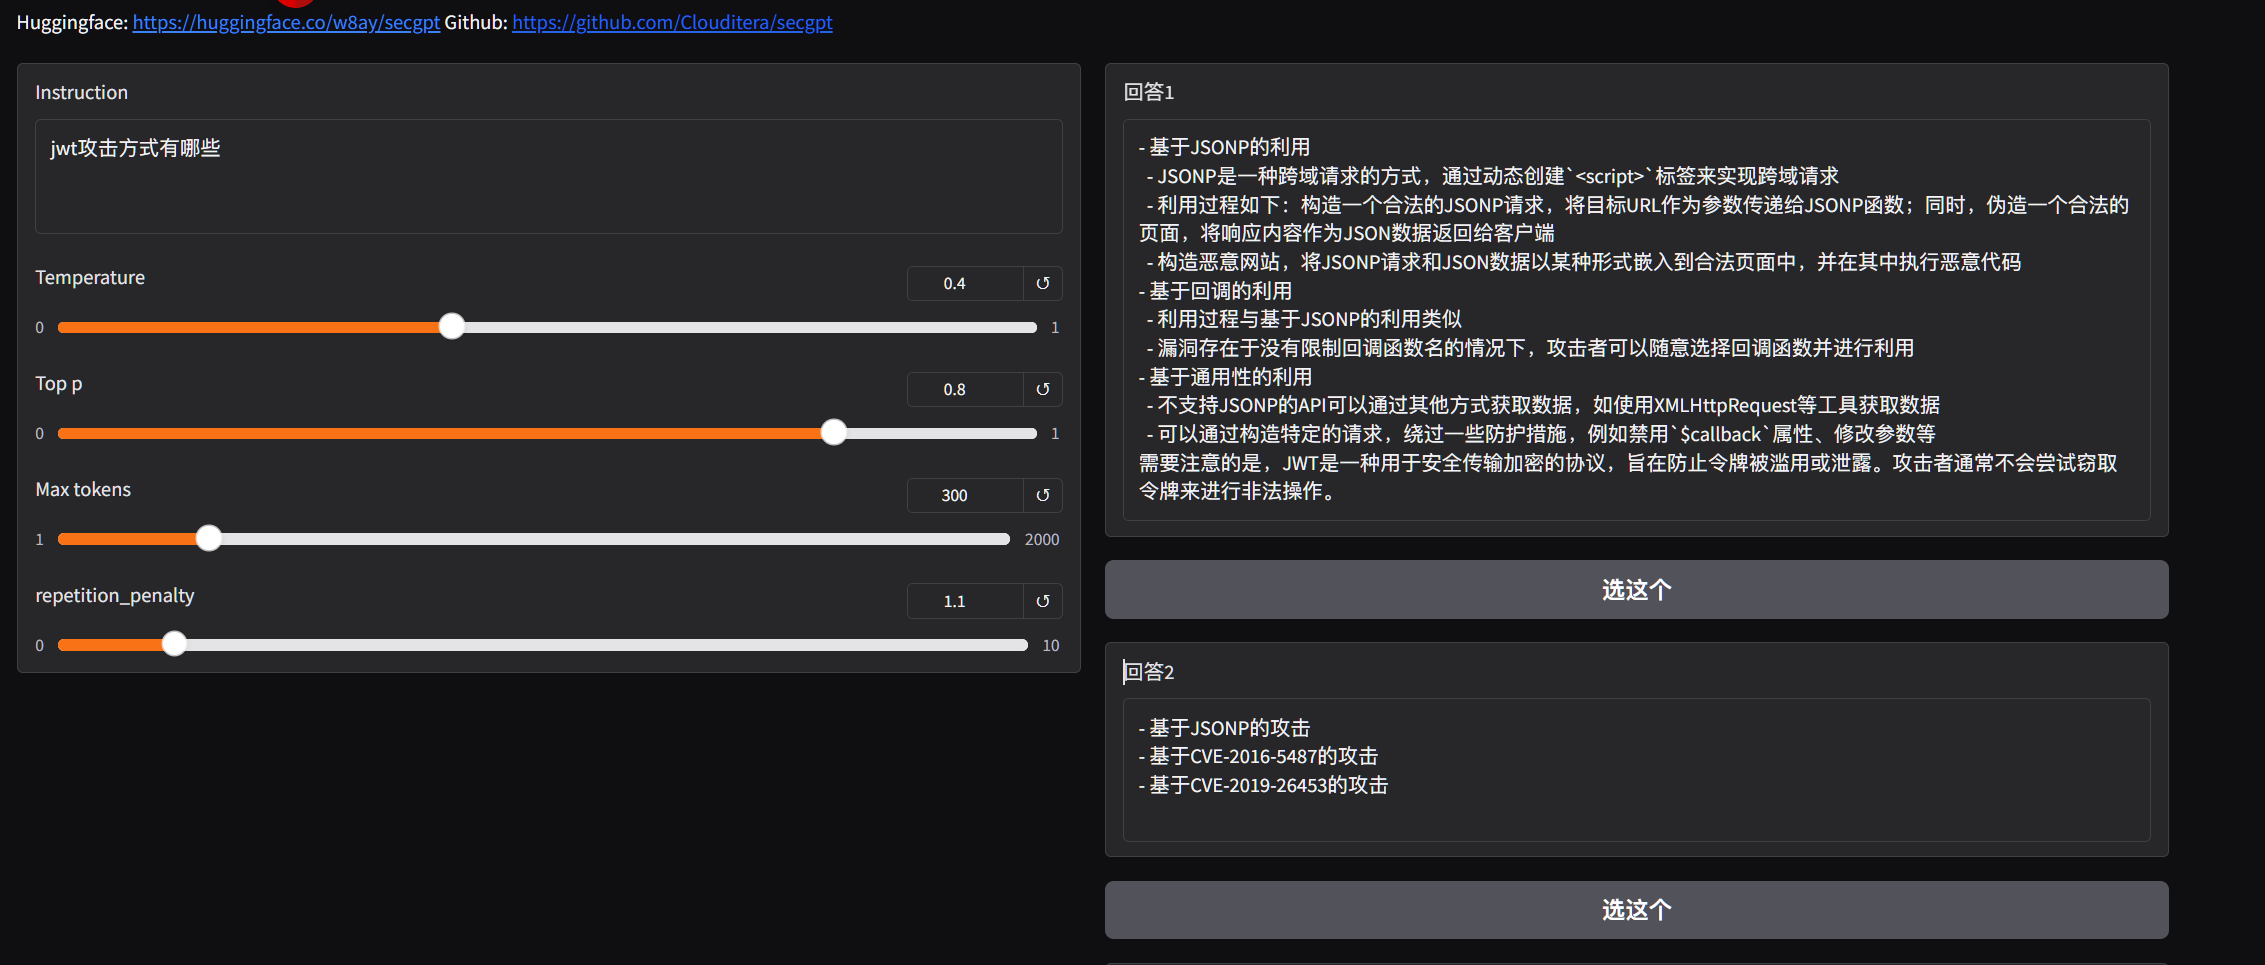 Huggingface: https://huggingface.co/w8ay/secgpt Github: https://github.com/Clouditera/secgpt
Instruction
jwt攻击方式有哪些
Temperature
0.4
↺
0
1
Top p
0.8
↺
0
1
Max tokens
300
↺
1
2000
repetition_penalty
1.1
↺
0
10
回答1
- 基于JSONP的利用
- JSONP是一种跨域请求的方式，通过动态创建`<script>`标签来实现跨域请求
- 利用过程如下：构造一个合法的JSONP请求，将目标URL作为参数传递给JSONP函数；同时，伪造一个合法的
页面，将响应内容作为JSON数据返回给客户端
- 构造恶意网站，将JSONP请求和JSON数据以某种形式嵌入到合法页面中，并在其中执行恶意代码
- 基于回调的利用
- 利用过程与基于JSONP的利用类似
- 漏洞存在于没有限制回调函数名的情况下，攻击者可以随意选择回调函数并进行利用
- 基于通用性的利用
- 不支持JSONP的API可以通过其他方式获取数据，如使用XMLHttpRequest等工具获取数据
- 可以通过构造特定的请求，绕过一些防护措施，例如禁用`$callback`属性、修改参数等
需要注意的是，JWT是一种用于安全传输加密的协议，旨在防止令牌被滥用或泄露。攻击者通常不会尝试窃取
令牌来进行非法操作。
选这个
回答2
- 基于JSONP的攻击
- 基于CVE-2016-5487的攻击
- 基于CVE-2019-26453的攻击
选这个